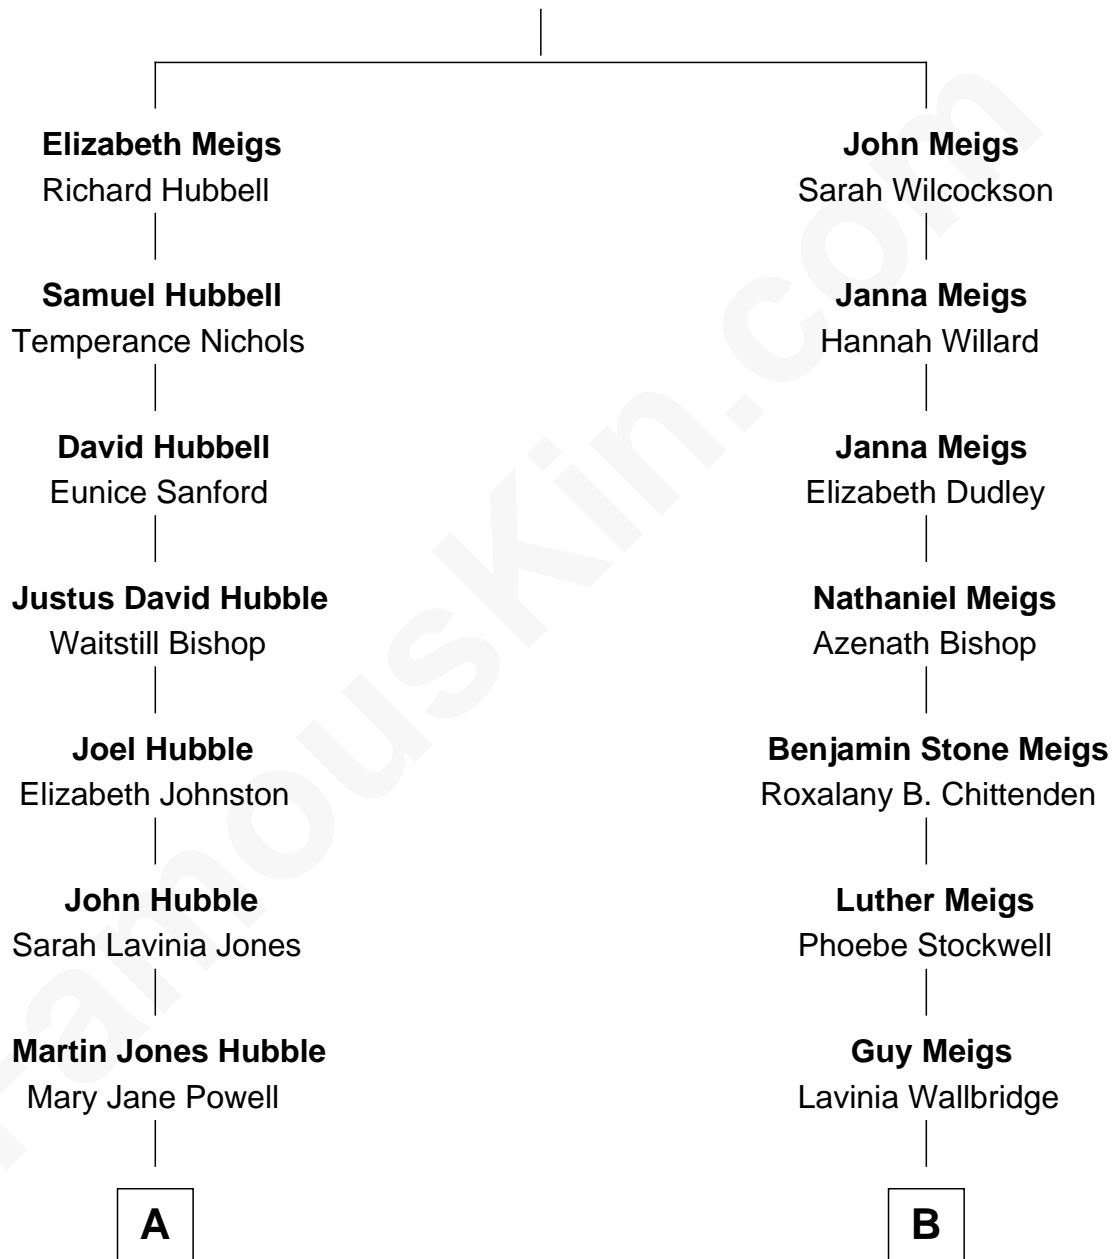 Elizabeth Meigs
Richard Hubbell
Samuel Hubbell
Temperance Nichols
David Hubbell
Eunice Sanford
Justus David Hubble
Waitstill Bishop
Joel Hubble
Elizabeth Johnston
John Hubble
Sarah Lavinia Jones
Martin Jones Hubble
Mary Jane Powell
A
John Meigs
Sarah Wilcockson
Janna Meigs
Hannah Willard
Janna Meigs
Elizabeth Dudley
Nathaniel Meigs
Azenath Bishop
Benjamin Stone Meigs
Roxalany B. Chittenden
Luther Meigs
Phoebe Stockwell
Guy Meigs
Lavinia Wallbridge
B
FamousKin.com